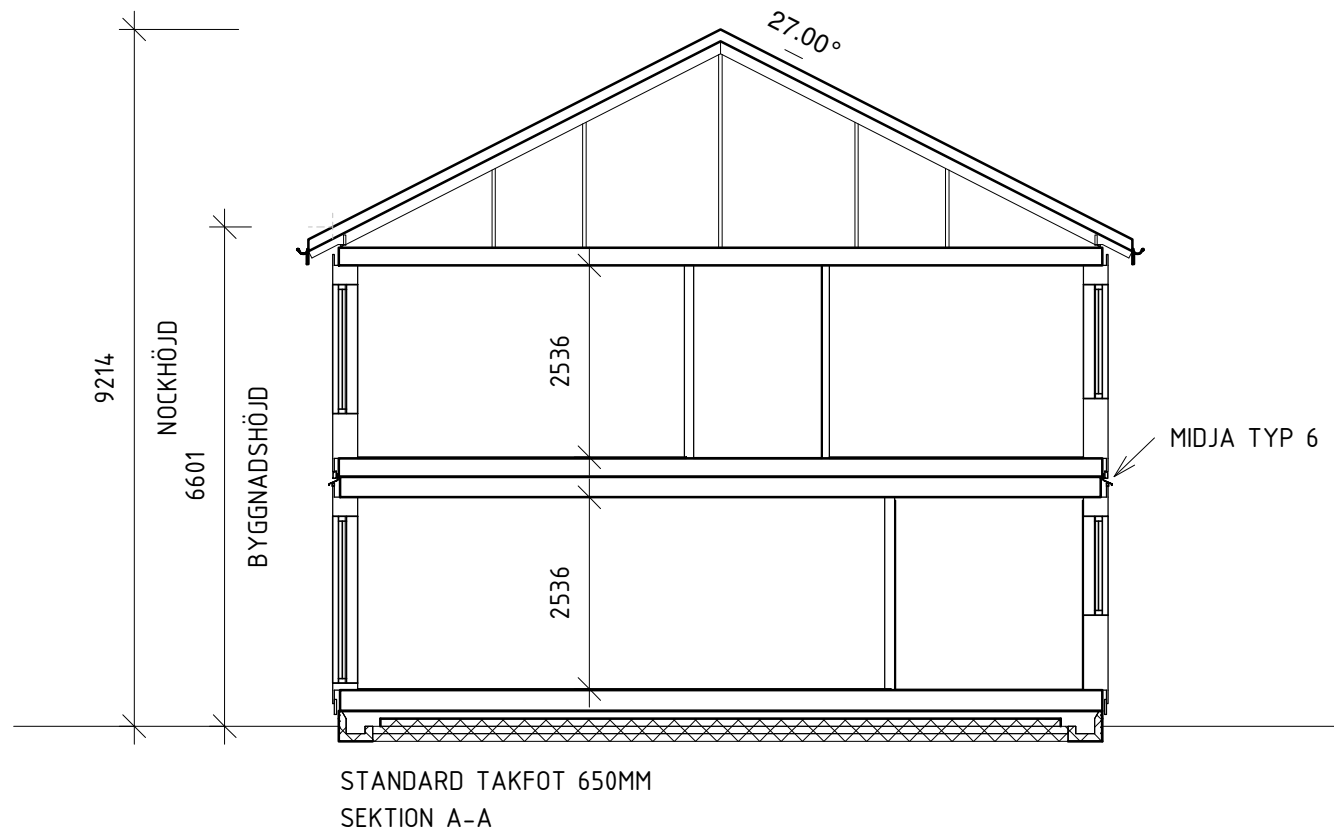 27.00°
9214
NOCKHÖJD
6601
BYGGNADSHÖJD
2536
MIDJA TYP 6
2536
STANDARD TAKFOT 650MM
SEKTION A-A